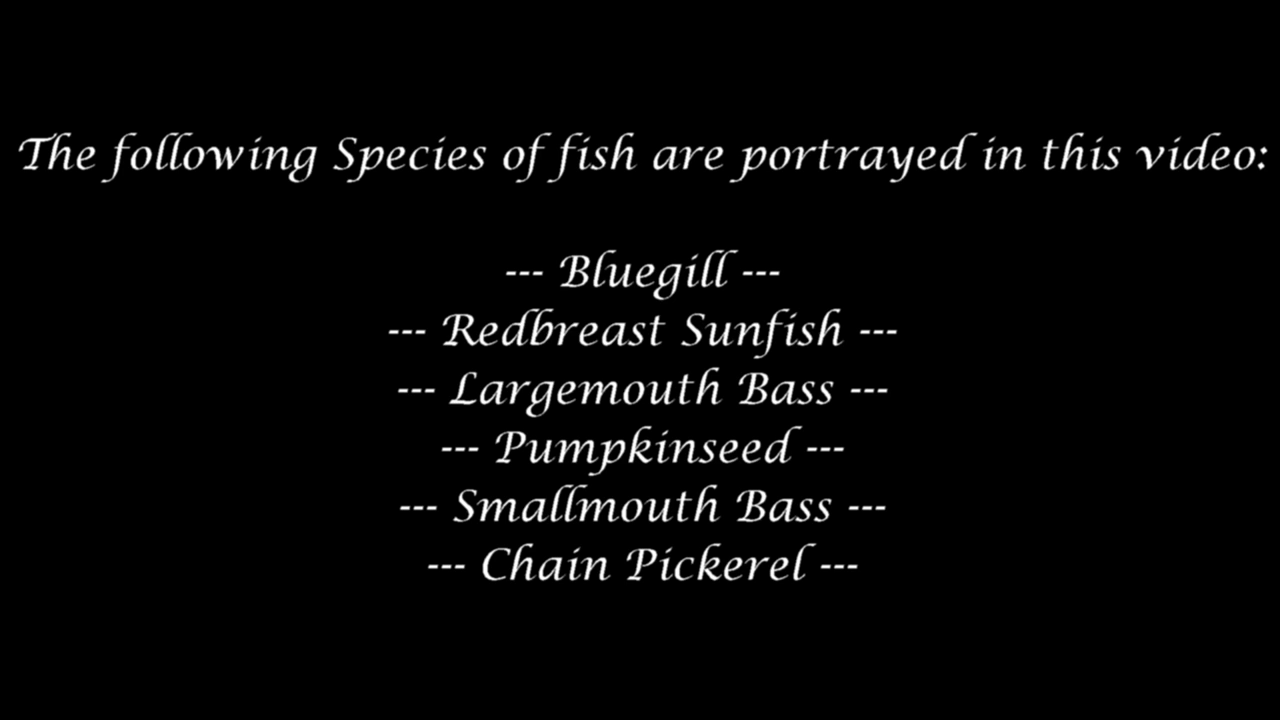 The following Species of fish are portrayed in this video:
--- Bluegill ---
--- Redbreast Sunfish ---
--- Largemouth Bass ---
--- Pumpkinseed ---
--- Smallmouth Bass ---
--- Chain Pickerel ---